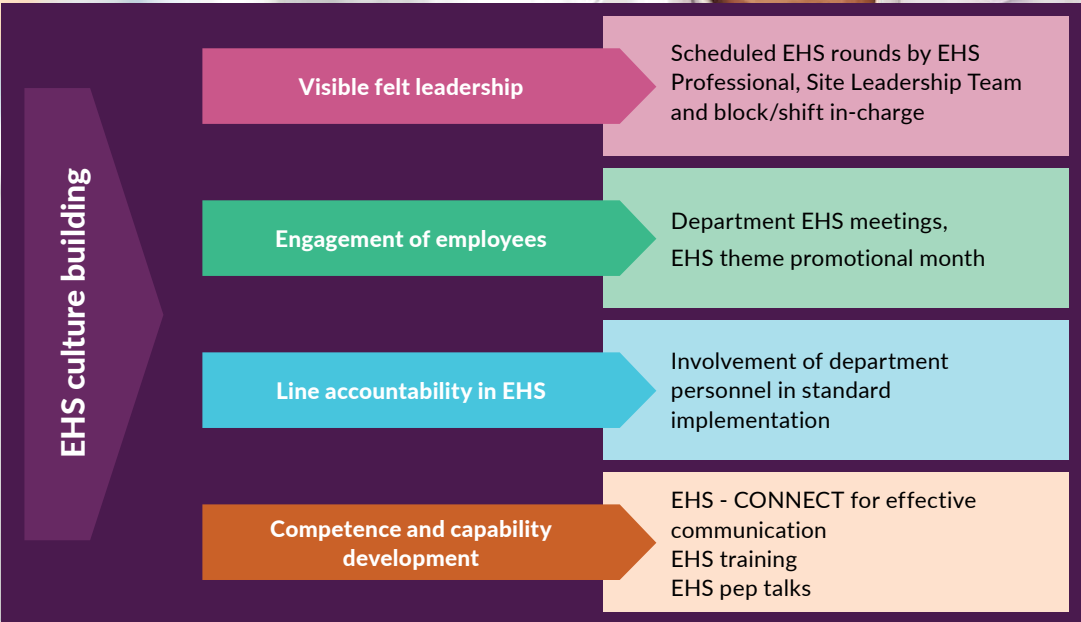 EHS culture building
Visible felt leadership
Scheduled EHS rounds by EHS
Professional, Site Leadership Team
and block/shift in-charge
Engagement of employees
Department EHS meetings,
EHS theme promotional month
Line accountability in EHS
Involvement of department
personnel in standard
implementation
Competence and capability
development
EHS - CONNECT for effective
communication
EHS training
EHS pep talks